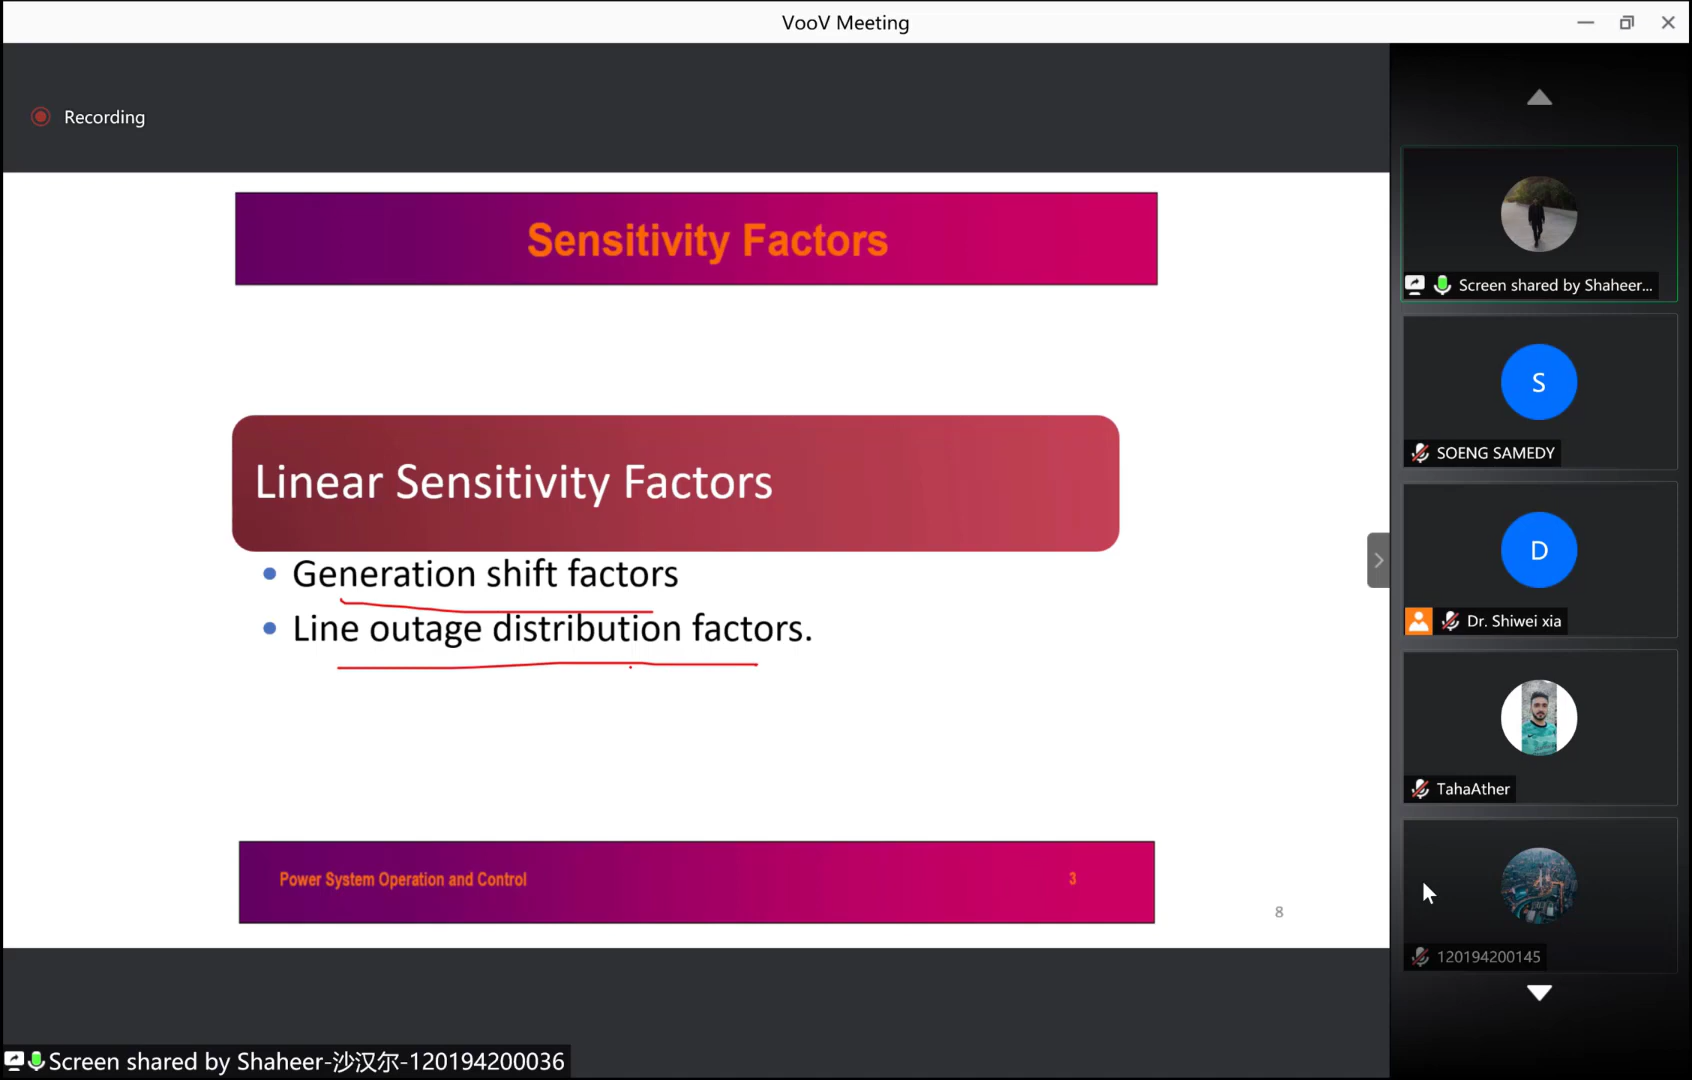 VooV Meeting
Recording
Sensitivity Factors
Linear Sensitivity Factors
• Generation shift factors
• Line outage distribution factors.
Power System Operation and Control 3
8
Screen shared by Shaheer...
S
SOENG SAMEDY
D
Dr. Shiwei xia
TahaAther
120194200145
Screen shared by Shaheer-沙汉尔-120194200036